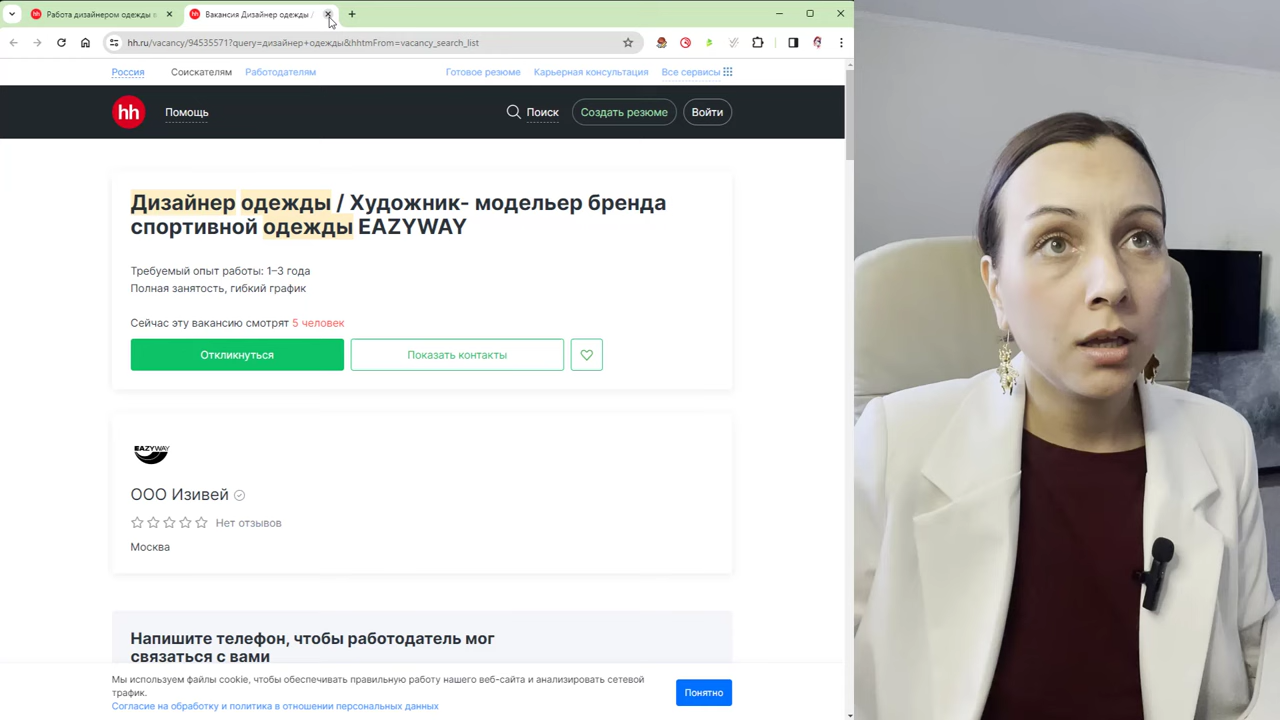 Работа дизайнером одежды в
Вакансия Дизайнер одежды /
hh.ru/vacancy/94535571?query=дизайнер+одежды&hhtmFrom=vacancy_search_list
Россия
Соискателям
Работодателям
Готовое резюме
Карьерная консультация
Все сервисы
hh
Помощь
Поиск
Создать резюме
Войти
Дизайнер одежды / Художник- модельер бренда
спортивной одежды EAZYWAY
Требуемый опыт работы: 1–3 года
Полная занятость, гибкий график
Сейчас эту вакансию смотрят 5 человек
Откликнуться
Показать контакты
EAZYWAY
ООО Изивей
Нет отзывов
Москва
Напишите телефон, чтобы работодатель мог
связаться с вами
Мы используем файлы cookie, чтобы обеспечивать правильную работу нашего веб-сайта и анализировать сетевой
трафик.
Согласие на обработку и политика в отношении персональных данных
Понятно